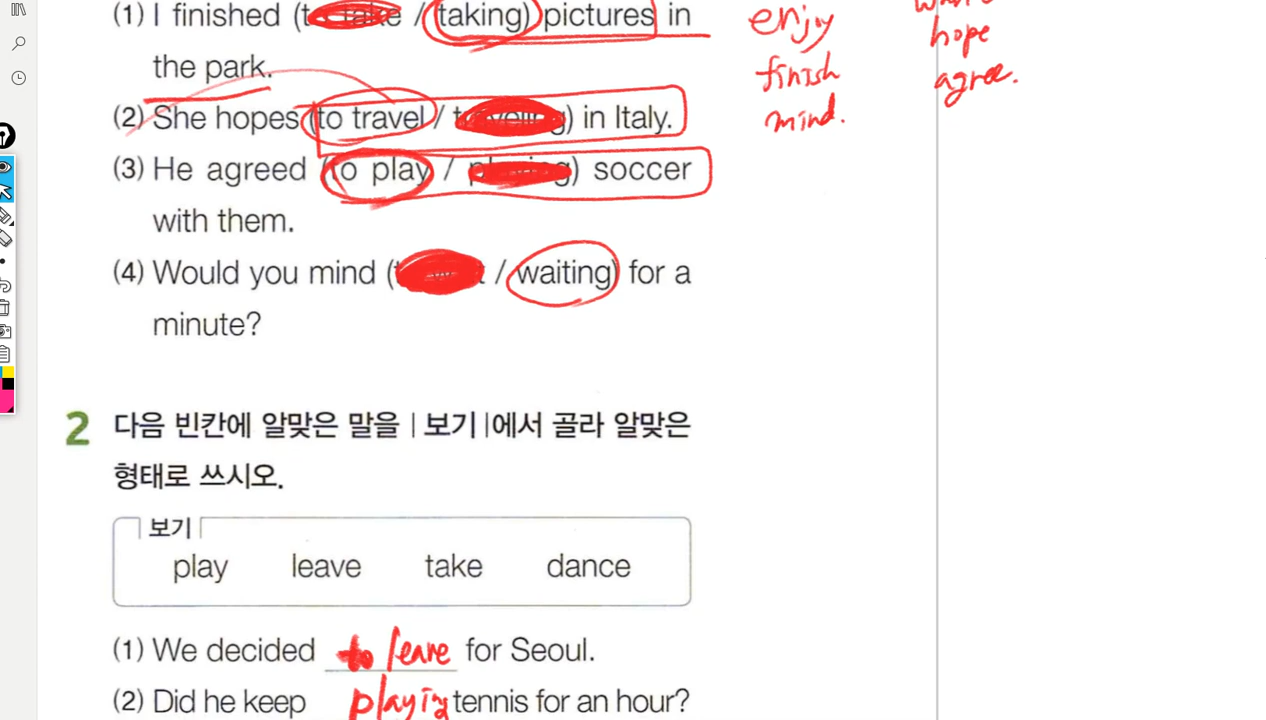 (1) I finished (to take / taking) pictures in
the park.
(2) She hopes (to travel / traveling) in Italy.
(3) He agreed (to play / playing) soccer
with them.
(4) Would you mind ( / waiting) for a
minute?
enjoy
finish
mind.
hope
agree.
2 다음 빈칸에 알맞은 말을 | 보기 |에서 골라 알맞은
형태로 쓰시오.
보기
play leave take dance
(1) We decided to leave for Seoul.
(2) Did he keep playing tennis for an hour?